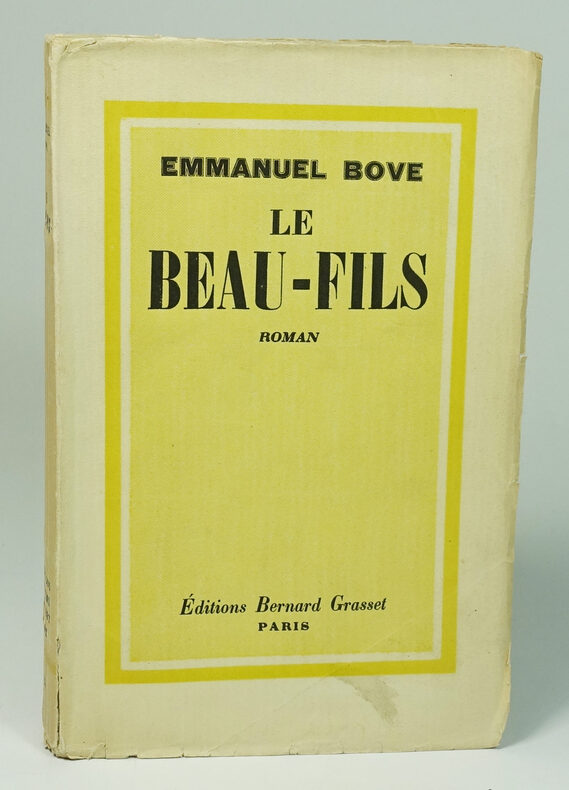 EMMANUEL BOVE
LE
BEAU-FILS
ROMAN
Éditions Bernard Grasset
PARIS